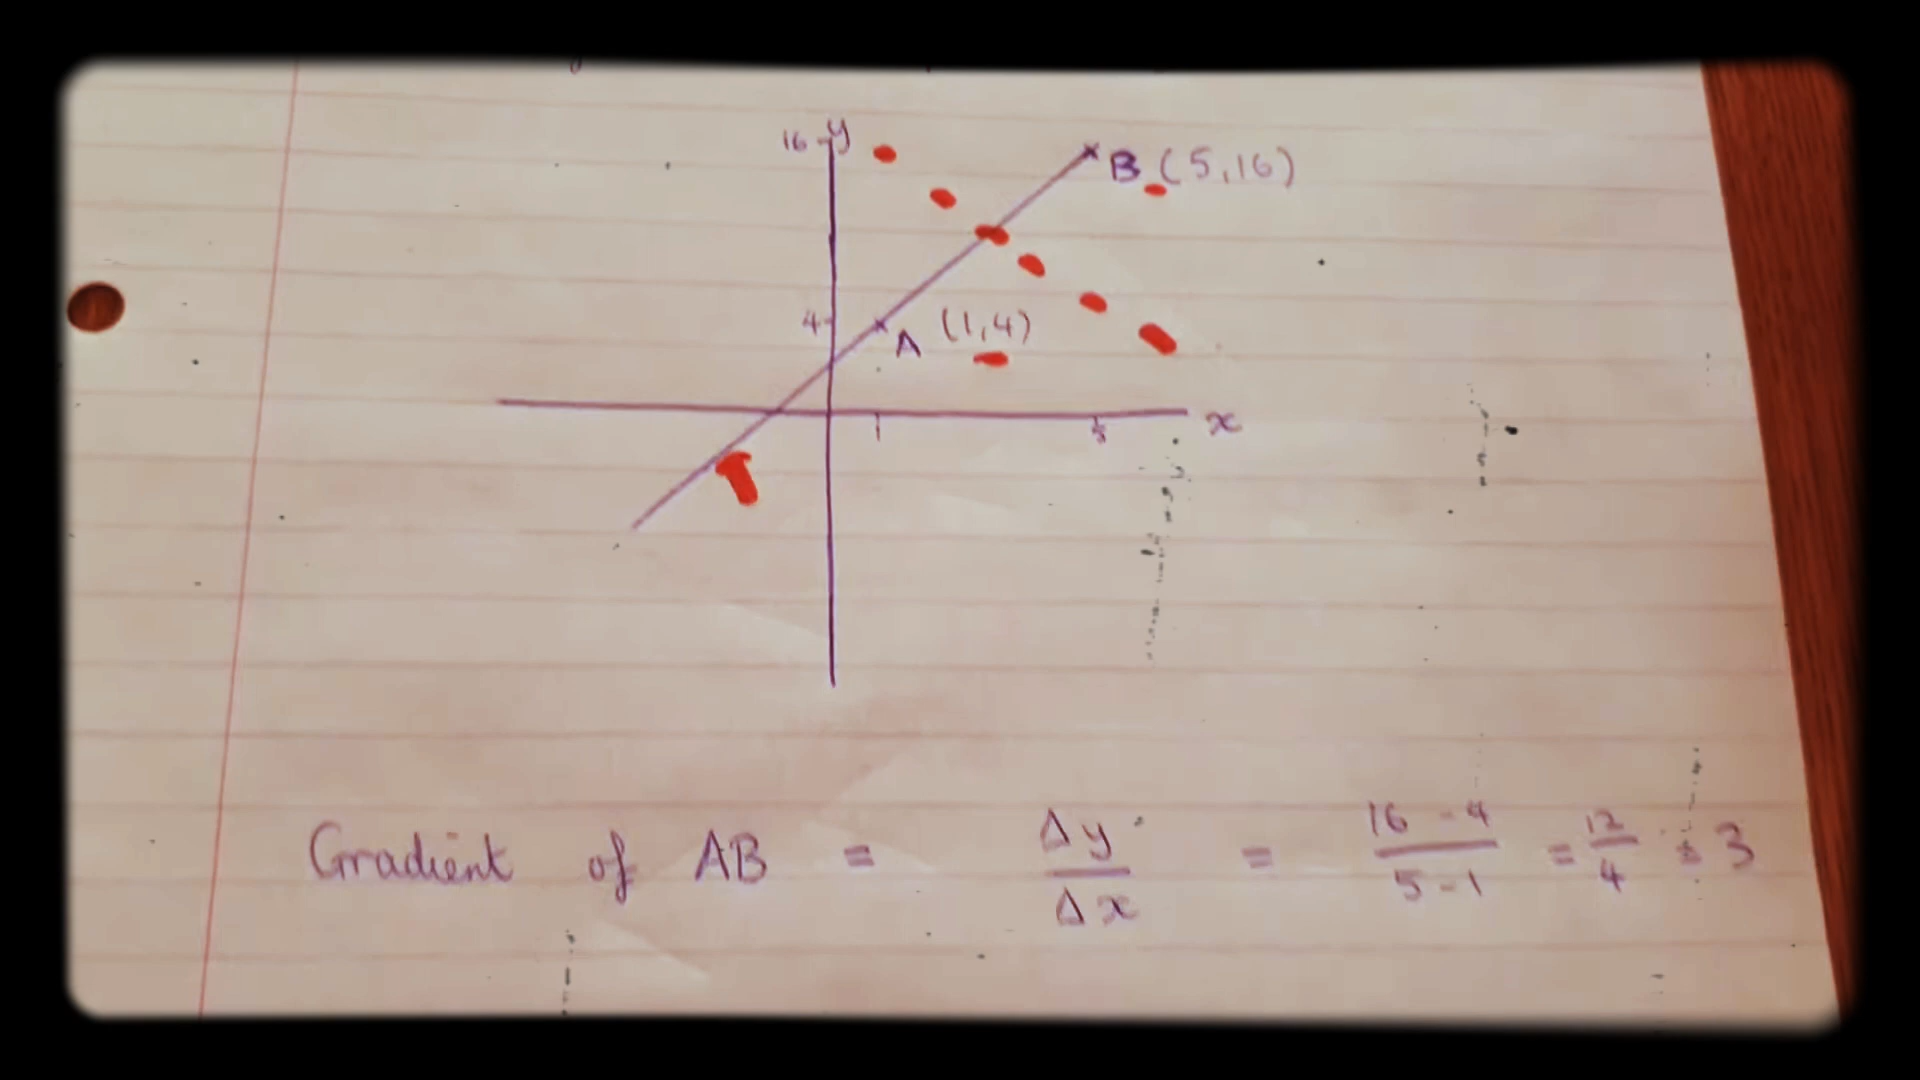 16 y
B (5,16)
4
A (1,4)
1 5 x
Gradient of AB = Δy/Δx = 16 - 4/5 - 1 = 12/4 = 3